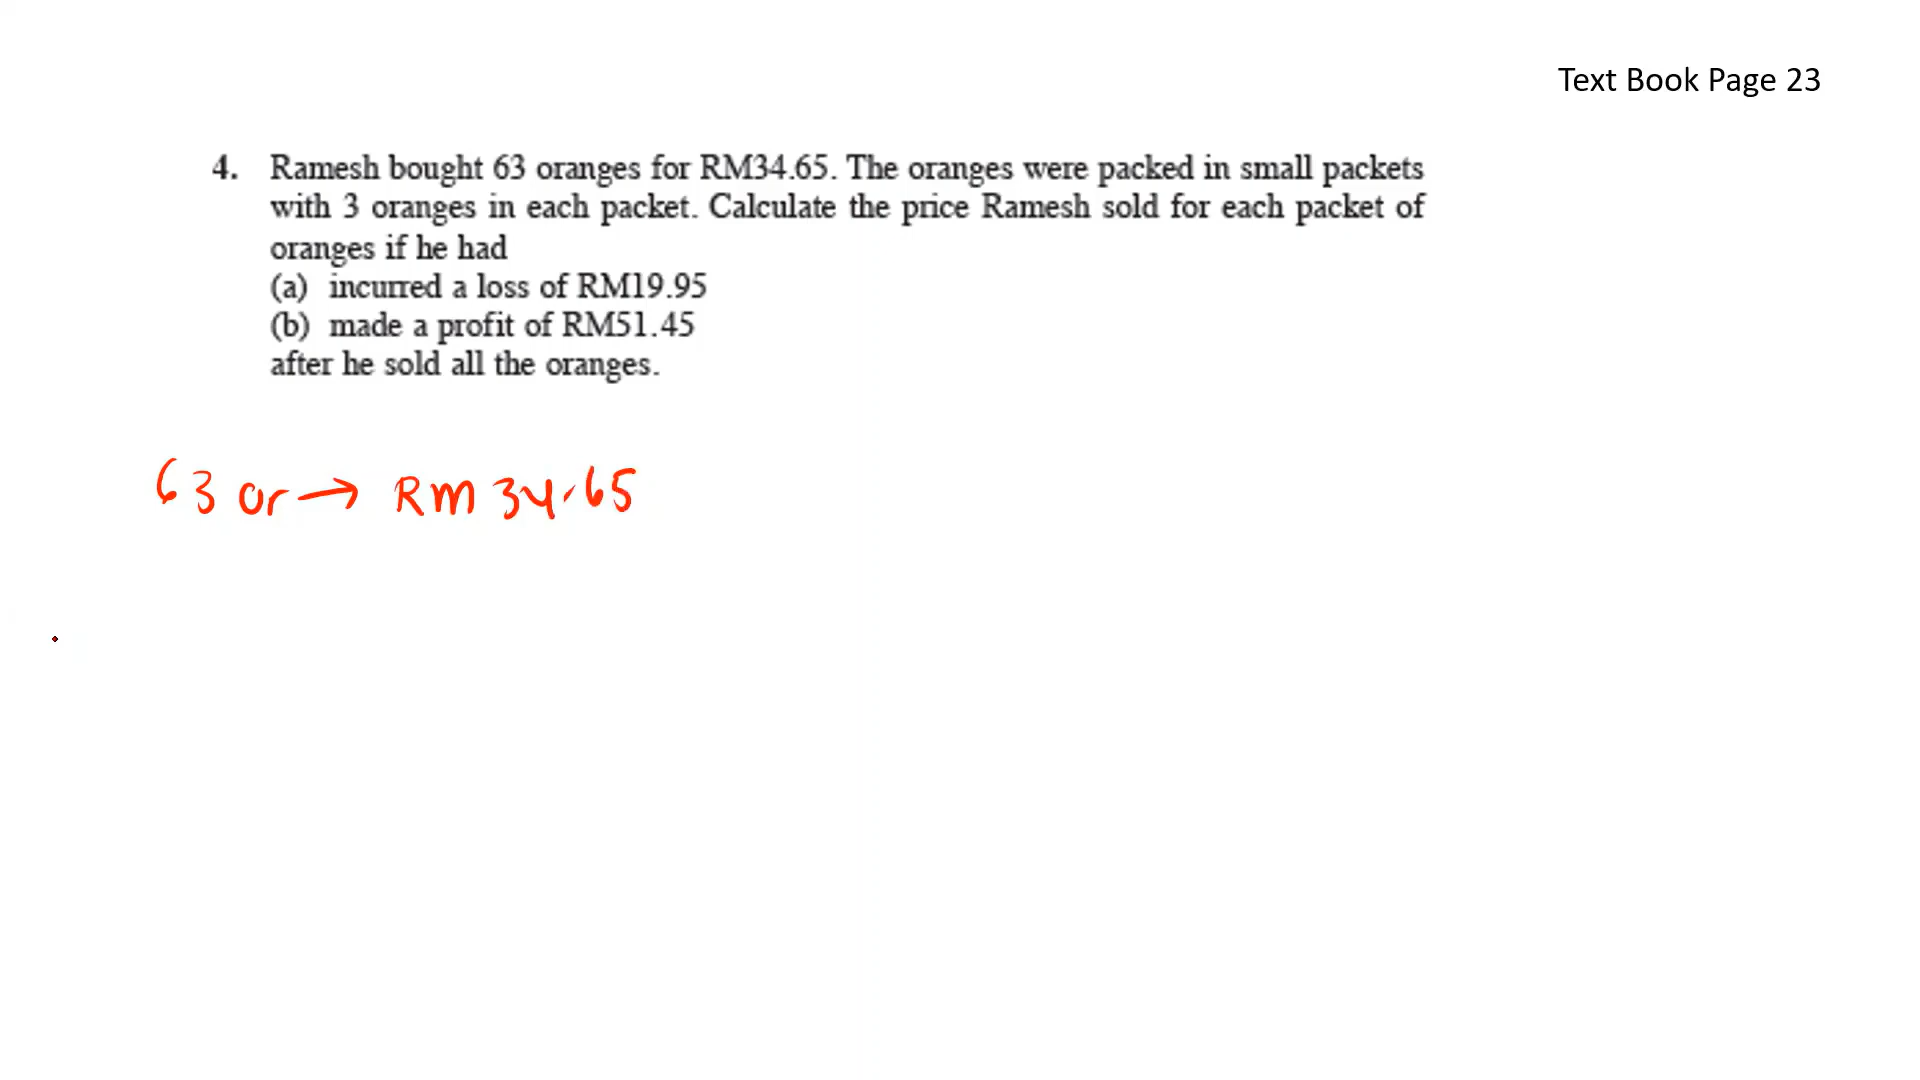 Text Book Page 23
4. Ramesh bought 63 oranges for RM34.65. The oranges were packed in small packets
with 3 oranges in each packet. Calculate the price Ramesh sold for each packet of
oranges if he had
(a) incurred a loss of RM19.95
(b) made a profit of RM51.45
after he sold all the oranges.
63 or → Rm 34.65